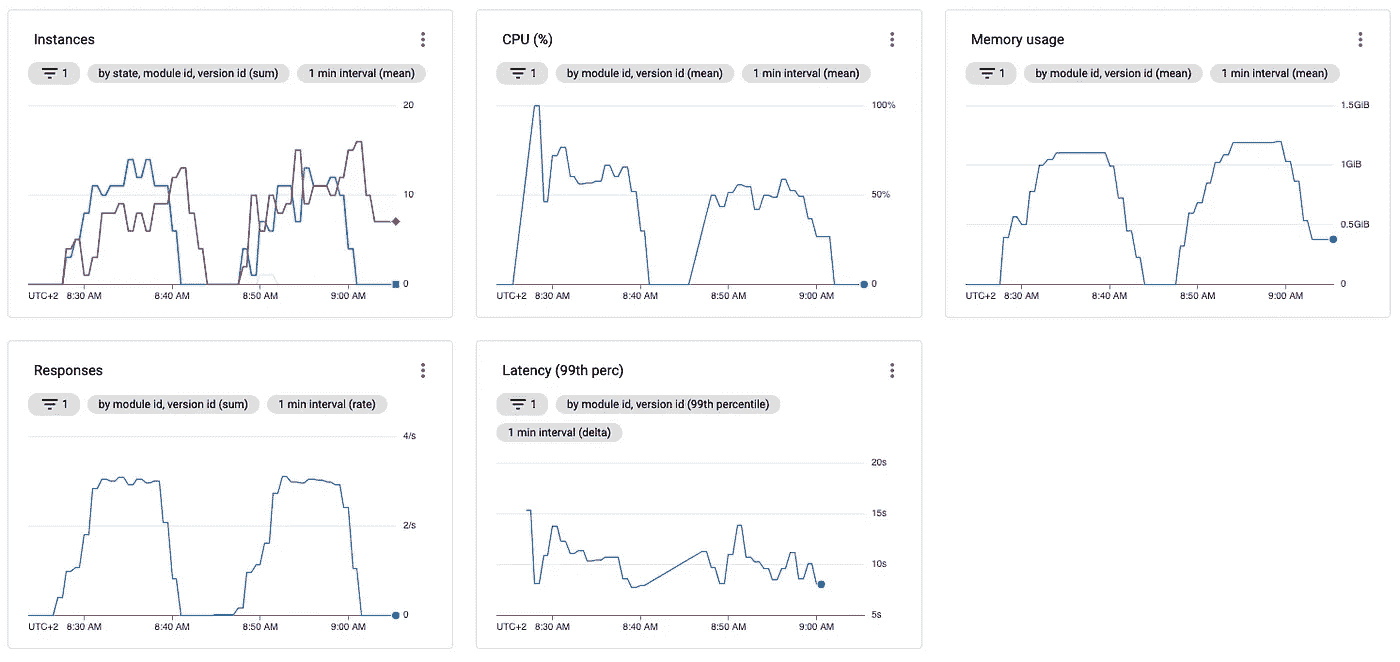 Instances
1 by state, module id, version id (sum) 1 min interval (mean)
20
10
0
UTC+2 8:30 AM 8:40 AM 8:50 AM 9:00 AM
CPU (%)
1 by module id, version id (mean) 1 min interval (mean)
100%
50%
0
UTC+2 8:30 AM 8:40 AM 8:50 AM 9:00 AM
Memory usage
1 by module id, version id (mean) 1 min interval (mean)
1.5GiB
1GiB
0.5GiB
0
UTC+2 8:30 AM 8:40 AM 8:50 AM 9:00 AM
Responses
1 by module id, version id (sum) 1 min interval (rate)
4/s
2/s
0
UTC+2 8:30 AM 8:40 AM 8:50 AM 9:00 AM
Latency (99th perc)
1 by module id, version id (99th percentile)
1 min interval (delta)
20s
15s
10s
5s
UTC+2 8:30 AM 8:40 AM 8:50 AM 9:00 AM